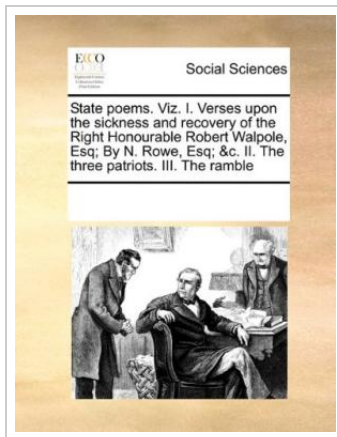 ECCO
Social Sciences
State poems. Viz. I. Verses upon
the sickness and recovery of the
Right Honourable Robert Walpole,
Esq; By N. Rowe, Esq; &c. II. The
three patriots. III. The ramble